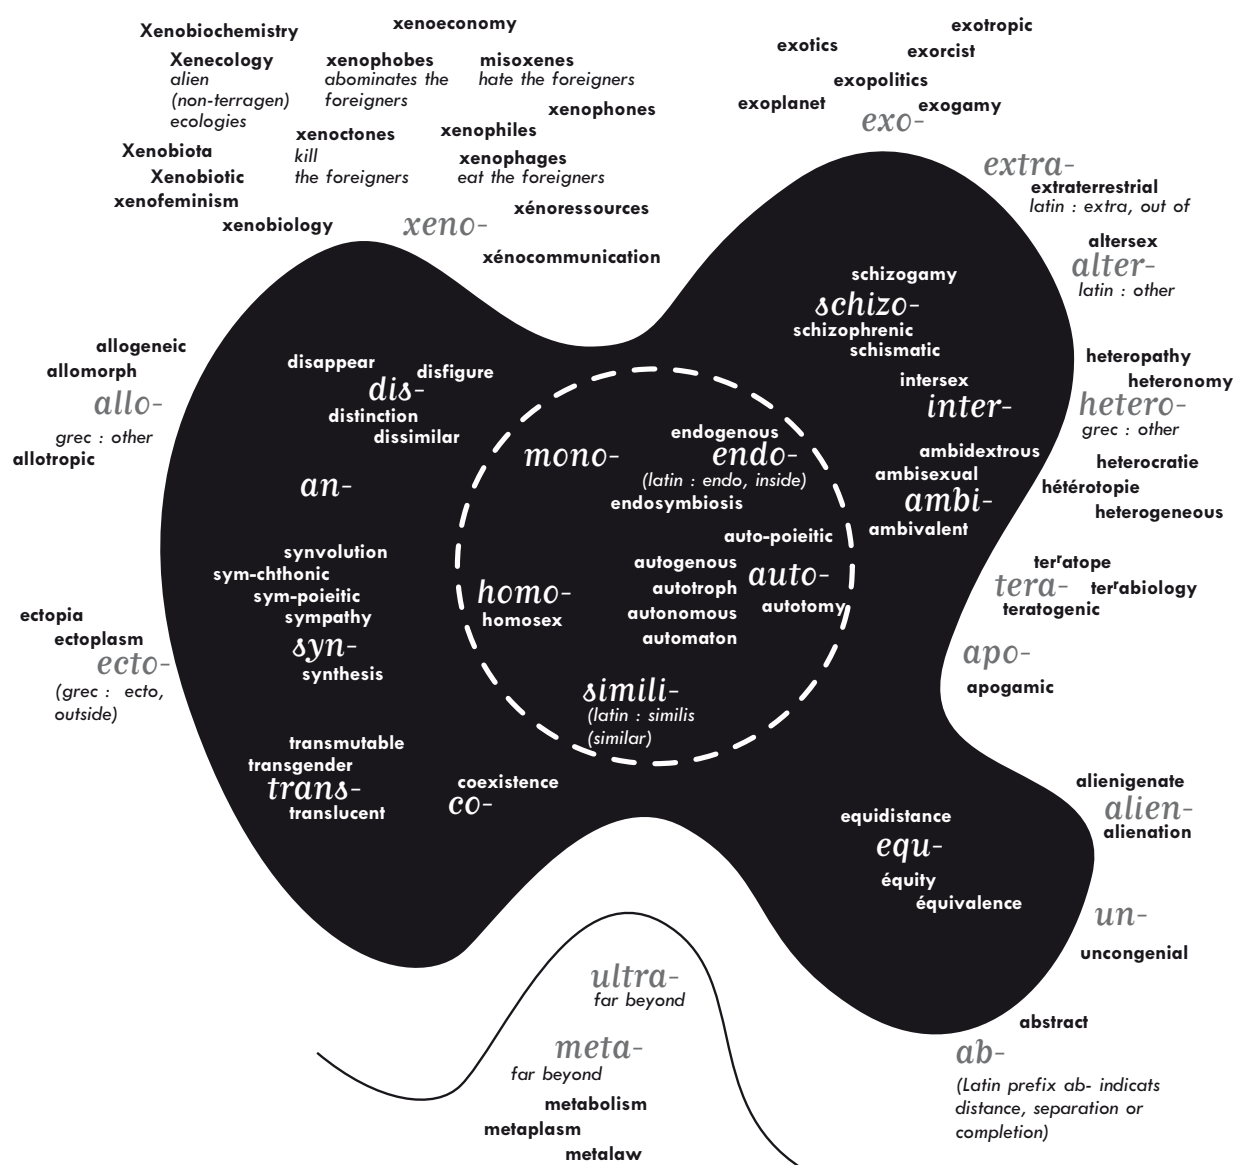 Xenobiochemistry
xenoeconomy
Xenecology
alien
(non-terragen)
ecologies
xenophobes
abominates the
foreigners
misoxenes
hate the foreigners
xenophones
xenoctones
kill
the foreigners
xenophiles
xenophages
eat the foreigners
Xenobiota
Xenobiotic
xenofeminism
xenobiology
xeno-
xénoressources
xénocommunication
exotropic
exotics
exorcist
exopolitics
exoplanet
exogamy
exo-
extra-
extraterrestrial
latin : extra, out of
altersex
alter-
latin : other
schizogamy
schizo-
schizophrenic
schismatic
intersex
inter-
ambidextrous
ambisexual
ambi-
ambivalent
heteropathy
heteronomy
hetero-
grec : other
heterocratie
hétérotopie
heterogeneous
allogeneic
allomorph
allo-
grec : other
allotropic
disappear
disfigure
dis-
distinction
dissimilar
an-
mono-
endogenous
endo-
(latin : endo, inside)
endosymbiosis
auto-poieitic
autogenous
auto-
autotroph
autotomy
autonomous
automaton
homo-
homosex
simili-
(latin : similis
(similar)
synvolution
sym-chthonic
sym-poieitic
sympathy
syn-
synthesis
terʳatope
tera-
terʳabiology
teratogenic
apo-
apogamic
ectopia
ectoplasm
ecto-
(grec : ecto,
outside)
transmutable
transgender
trans-
translucent
coexistence
co-
equidistance
equ-
équity
équivalence
alienigenate
alien-
alienation
un-
uncongenial
ultra-
far beyond
meta-
far beyond
metabolism
metaplasm
metalaw
abstract
ab-
(Latin prefix ab- indicats
distance, separation or
completion)